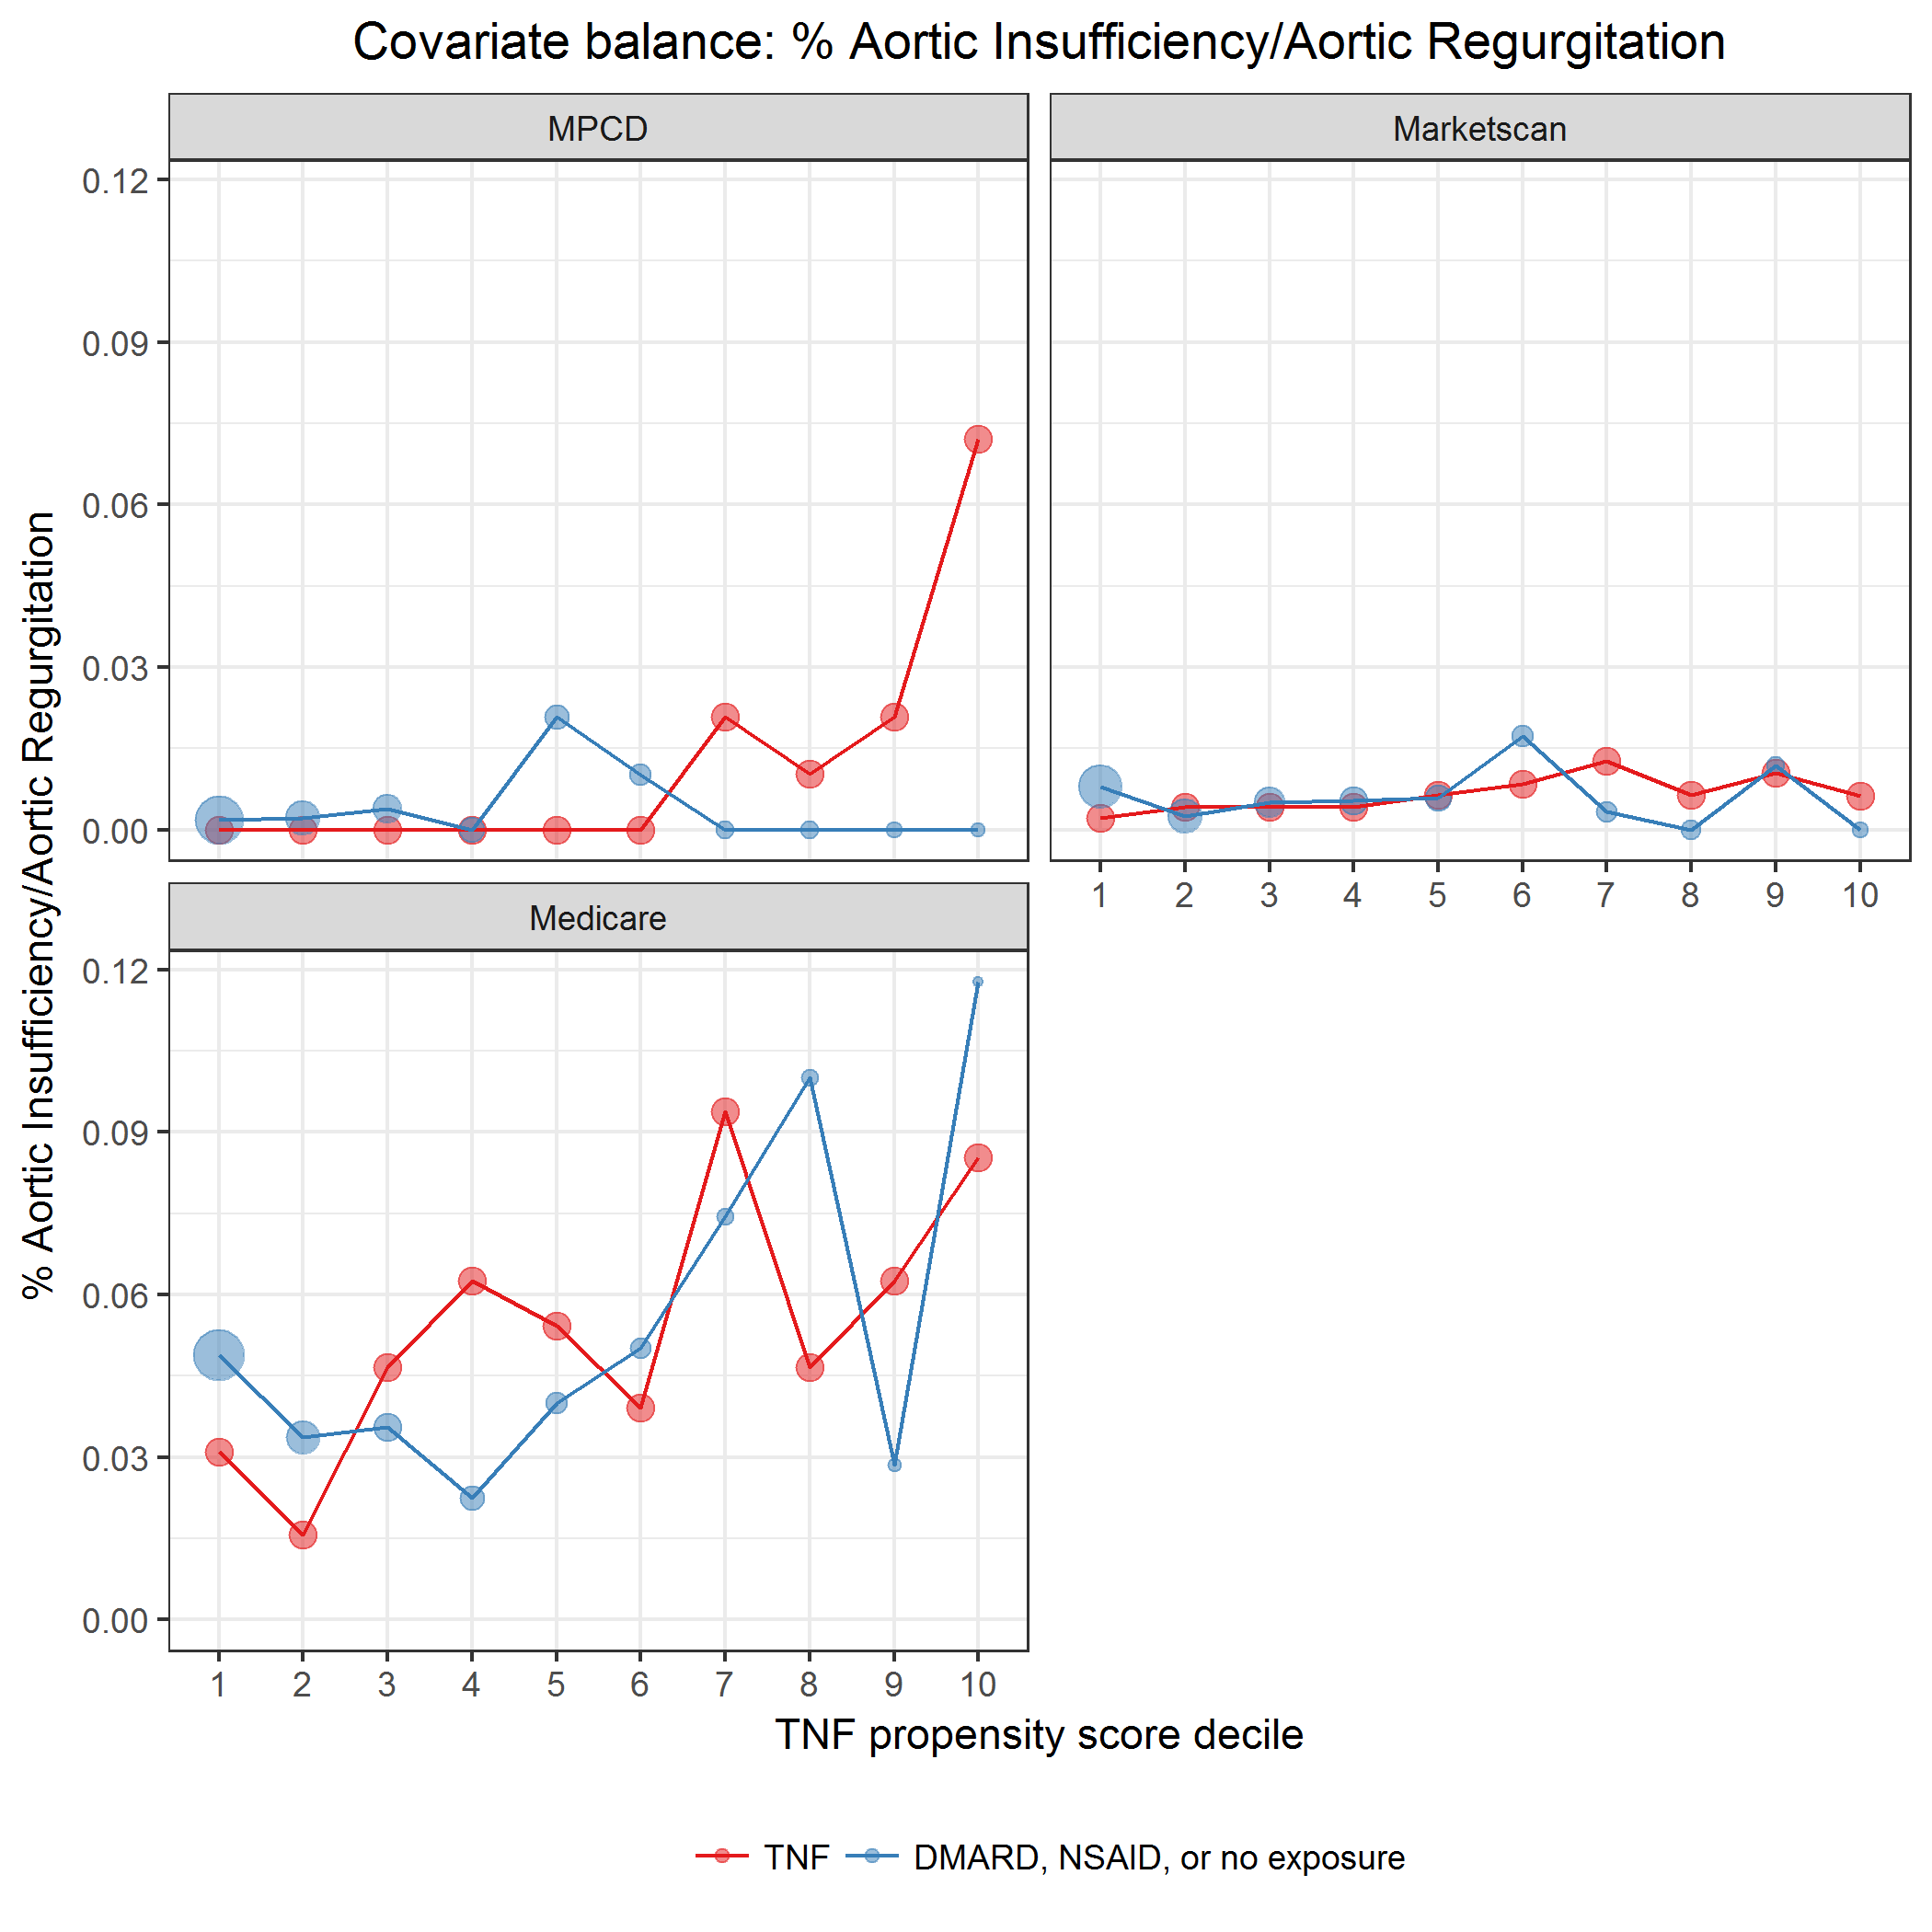 Covariate balance: % Aortic Insufficiency/Aortic Regurgitation
MPCD
Marketscan
0.12
0.09
0.06
0.03
0.00
1 2 3 4 5 6 7 8 9 10
Medicare
0.12
0.09
0.06
0.03
0.00
1 2 3 4 5 6 7 8 9 10
% Aortic Insufficiency/Aortic Regurgitation
TNF propensity score decile
TNF DMARD, NSAID, or no exposure